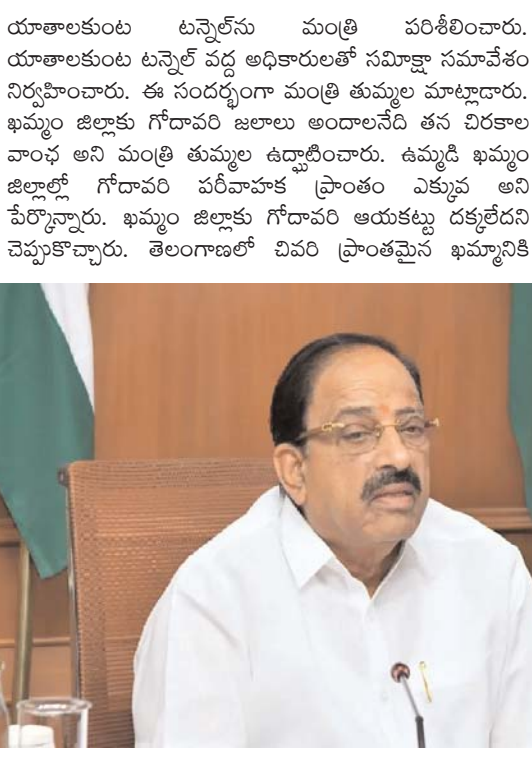 యాతాలకుంట టన్నెల్‌ను మంత్రి పరిశీలించారు.
యాతాలకుంట టన్నెల్ వద్ద అధికారులతో సమీక్షా సమావేశం
నిర్వహించారు. ఈ సందర్భంగా మంత్రి తుమ్మల మాట్లాడారు.
ఖమ్మం జిల్లాకు గోదావరి జలాలు అందాలనేది తన చిరకాల
వాంఛ అని మంత్రి తుమ్మల ఉద్ఘాటించారు. ఉమ్మడి ఖమ్మం
జిల్లాల్లో గోదావరి పరీవాహక ప్రాంతం ఎక్కువ అని
పేర్కొన్నారు. ఖమ్మం జిల్లాకు గోదావరి ఆయకట్టు దక్కలేదని
చెప్పుకొచ్చారు. తెలంగాణలో చివరి ప్రాంతమైన ఖమ్మానికి